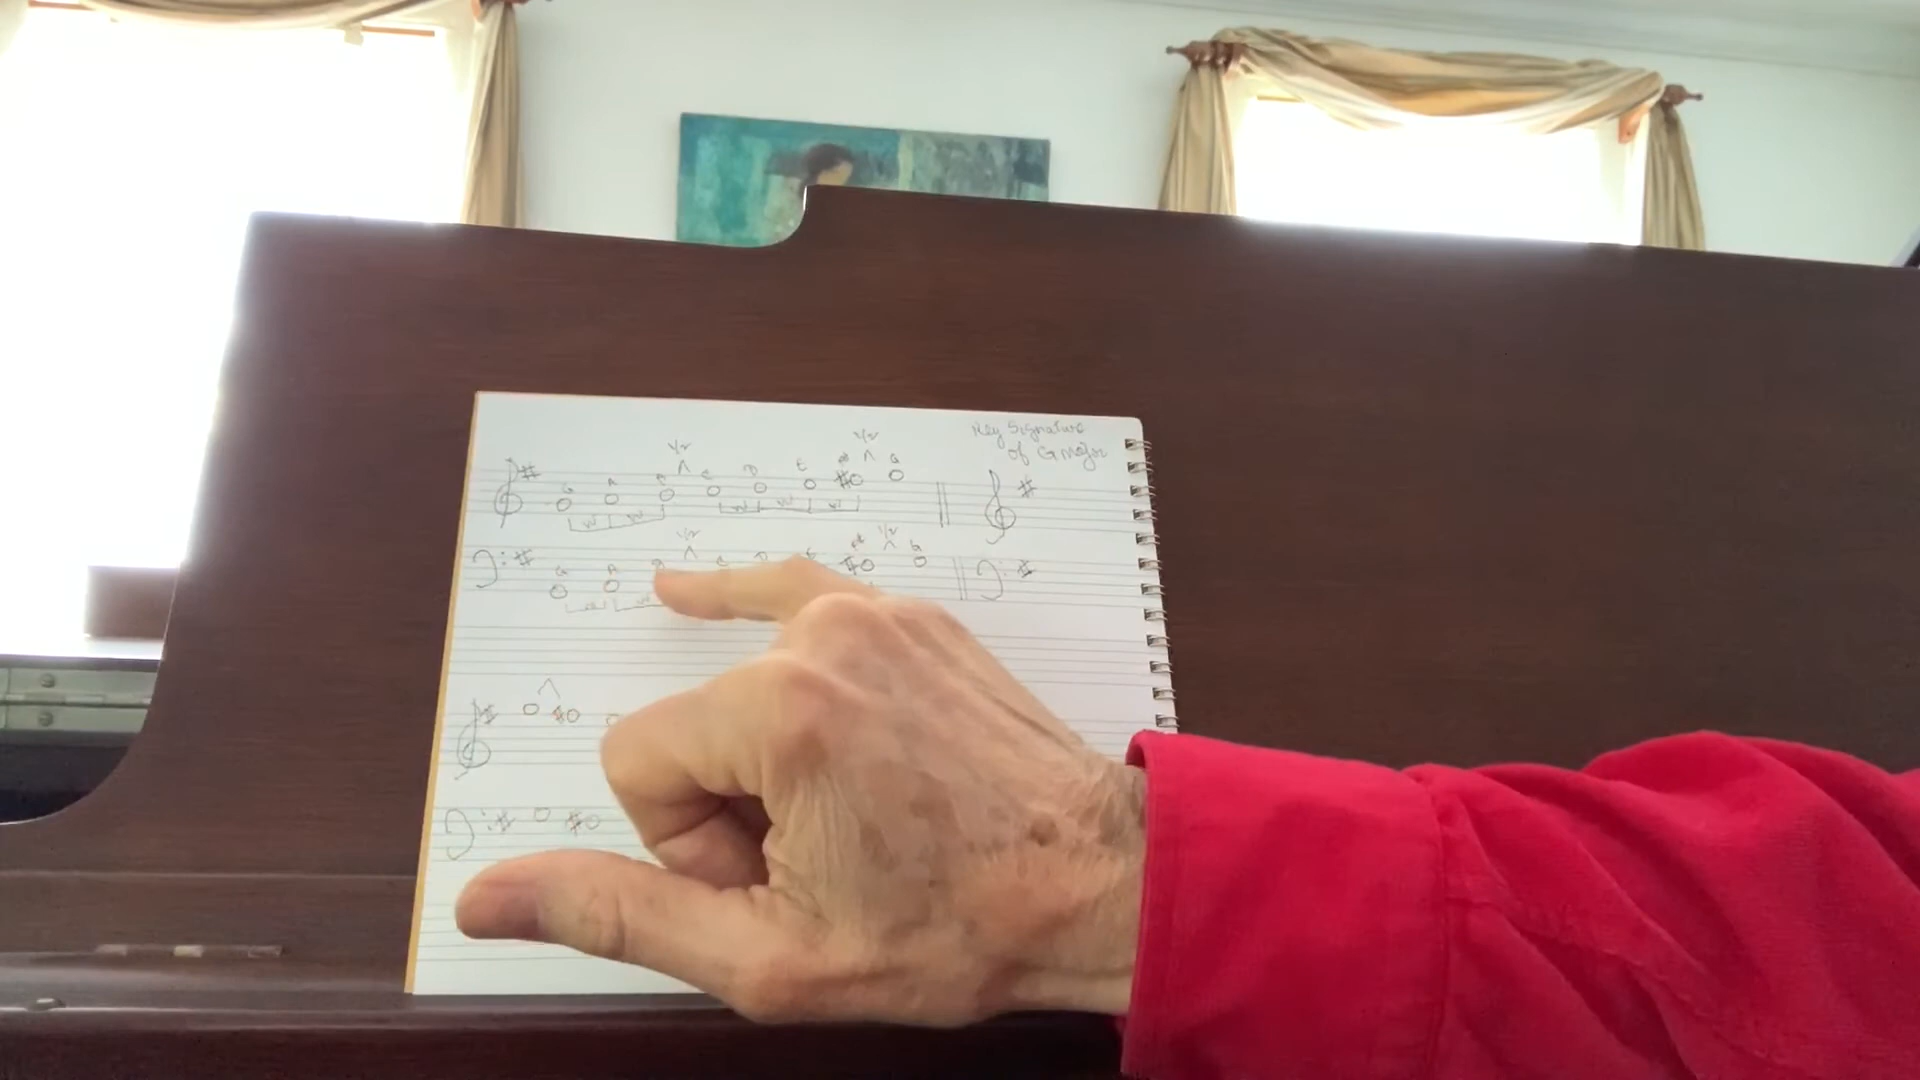 Key Signature
of G major
1/2 1/2
G A B C D E F# G
W W W W W
1/2 1/2
G A B C D E F# G
W W